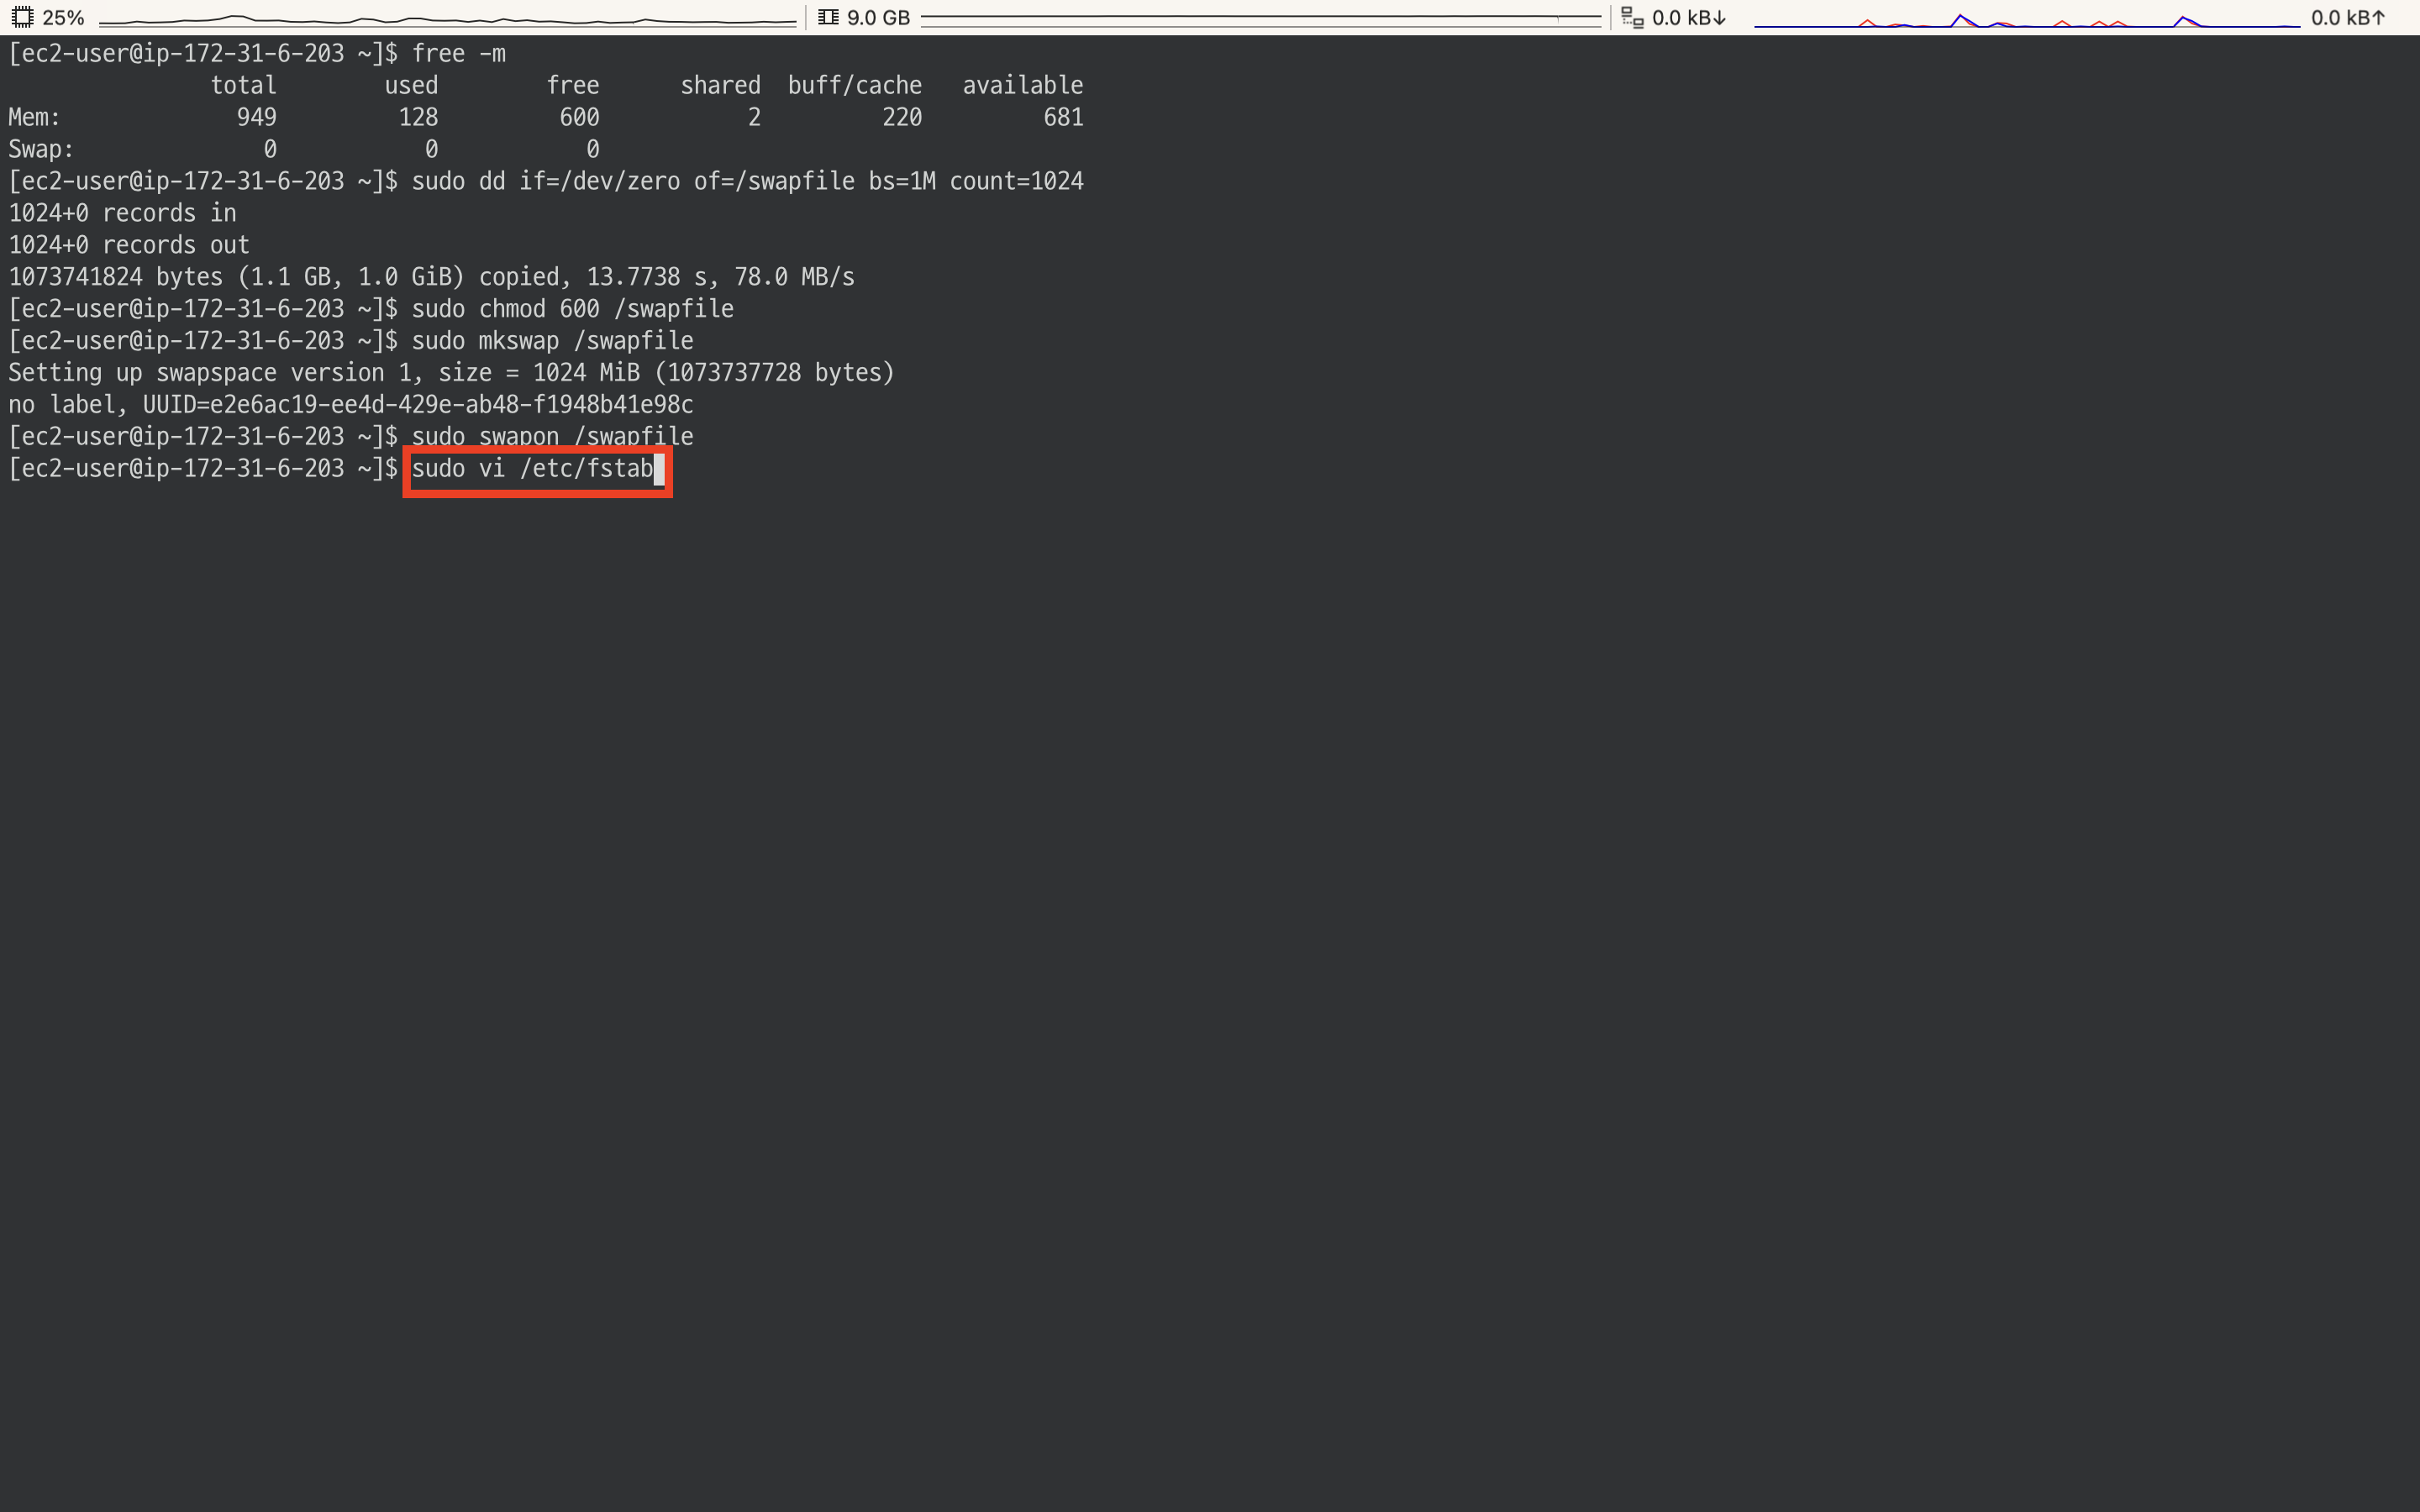 25% 9.0 GB 0.0 kB↓ 0.0 kB↑
[ec2-user@ip-172-31-6-203 ~]$ free -m
total used free shared buff/cache available
Mem: 949 128 600 2 220 681
Swap: 0 0 0
[ec2-user@ip-172-31-6-203 ~]$ sudo dd if=/dev/zero of=/swapfile bs=1M count=1024
1024+0 records in
1024+0 records out
1073741824 bytes (1.1 GB, 1.0 GiB) copied, 13.7738 s, 78.0 MB/s
[ec2-user@ip-172-31-6-203 ~]$ sudo chmod 600 /swapfile
[ec2-user@ip-172-31-6-203 ~]$ sudo mkswap /swapfile
Setting up swapspace version 1, size = 1024 MiB (1073737728 bytes)
no label, UUID=e2e6ac19-ee4d-429e-ab48-f1948b41e98c
[ec2-user@ip-172-31-6-203 ~]$ sudo swapon /swapfile
[ec2-user@ip-172-31-6-203 ~]$ sudo vi /etc/fstab